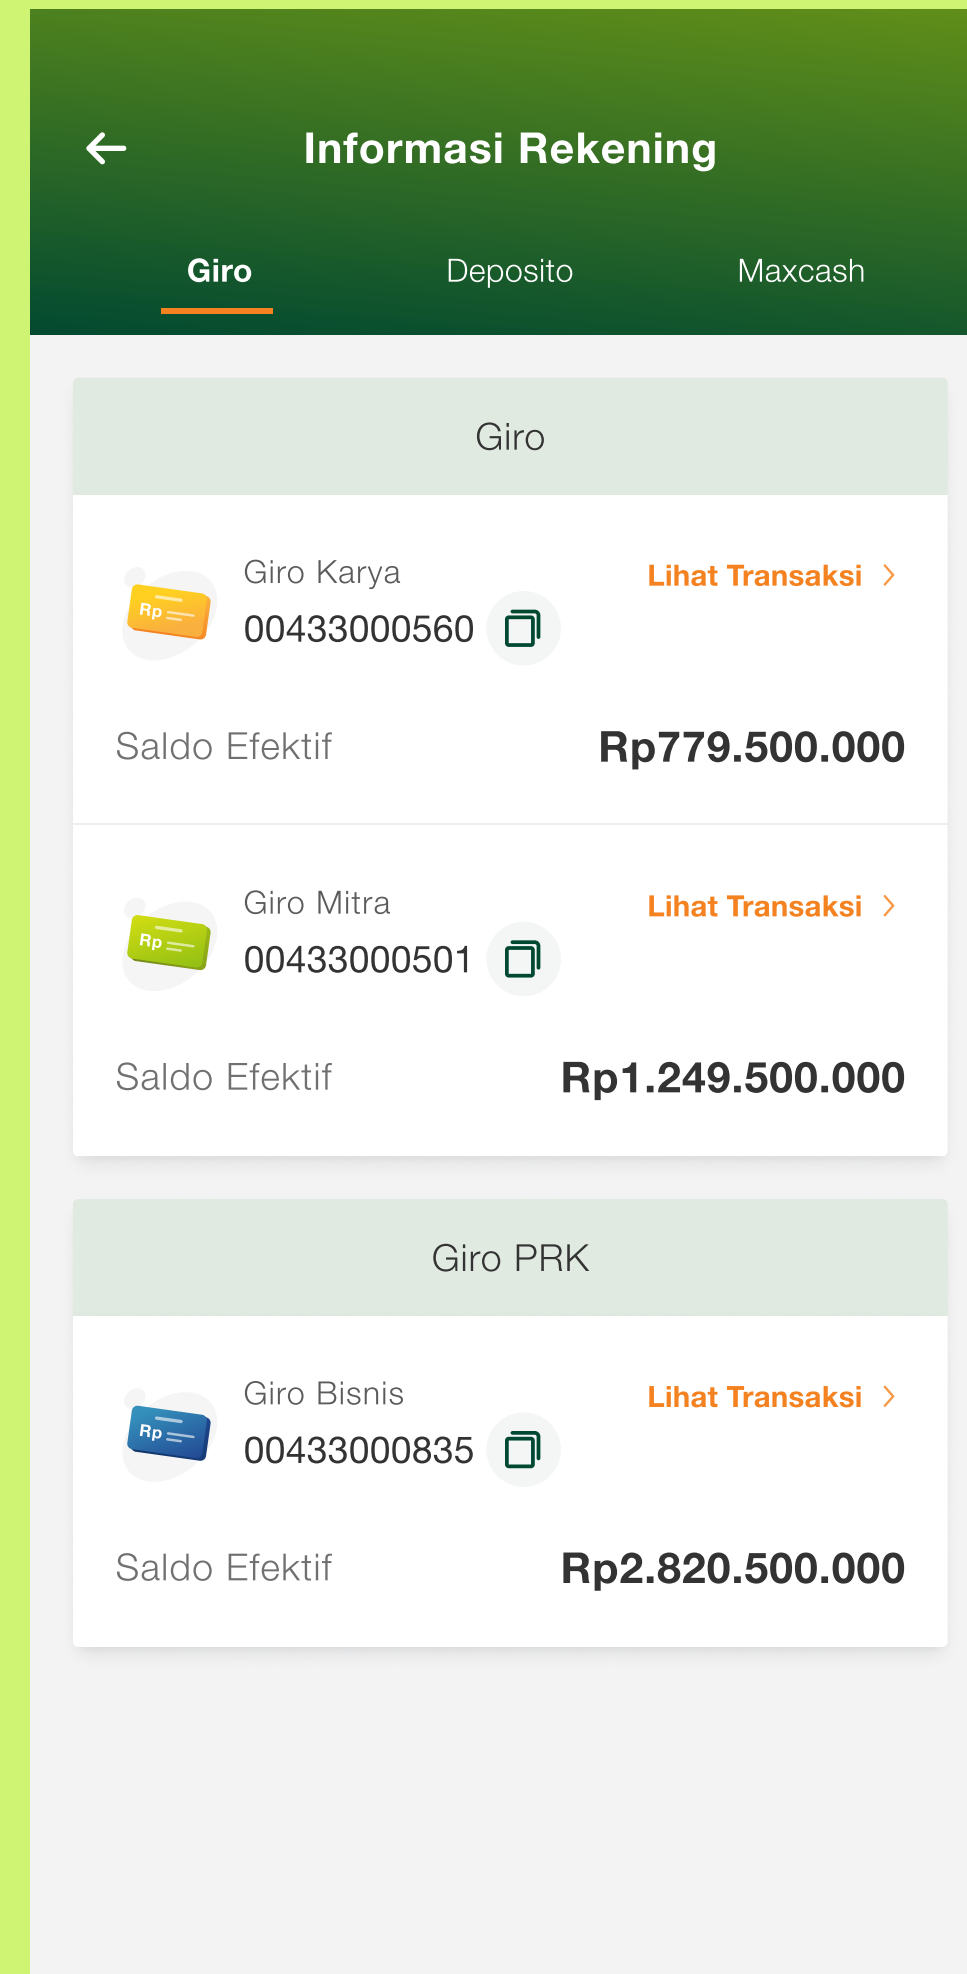 Informasi Rekening
Giro Deposito Maxcash
Giro
Giro Karya Lihat Transaksi
Rp 00433000560
Saldo Efektif Rp779.500.000
Giro Mitra Lihat Transaksi
Rp 00433000501
Saldo Efektif Rp1.249.500.000
Giro PRK
Giro Bisnis Lihat Transaksi
Rp 00433000835
Saldo Efektif Rp2.820.500.000